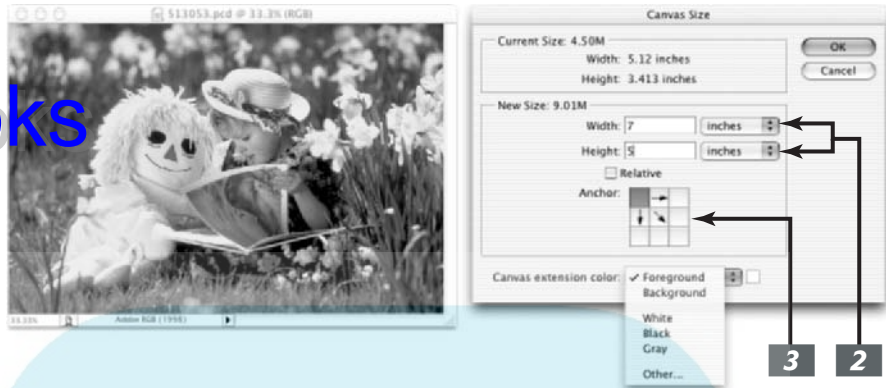 513053.pcd @ 33.3% (RGB)
oks
33.33%
Adobe RGB (1998)
Canvas Size
Current Size: 4.50M
Width: 5.12 inches
Height: 3.413 inches
OK
Cancel
New Size: 9.01M
Width: 7 inches
Height: 5 inches
Relative
Anchor:
Canvas extension color: ✓ Foreground
Background
White
Black
Gray
Other...
3 2